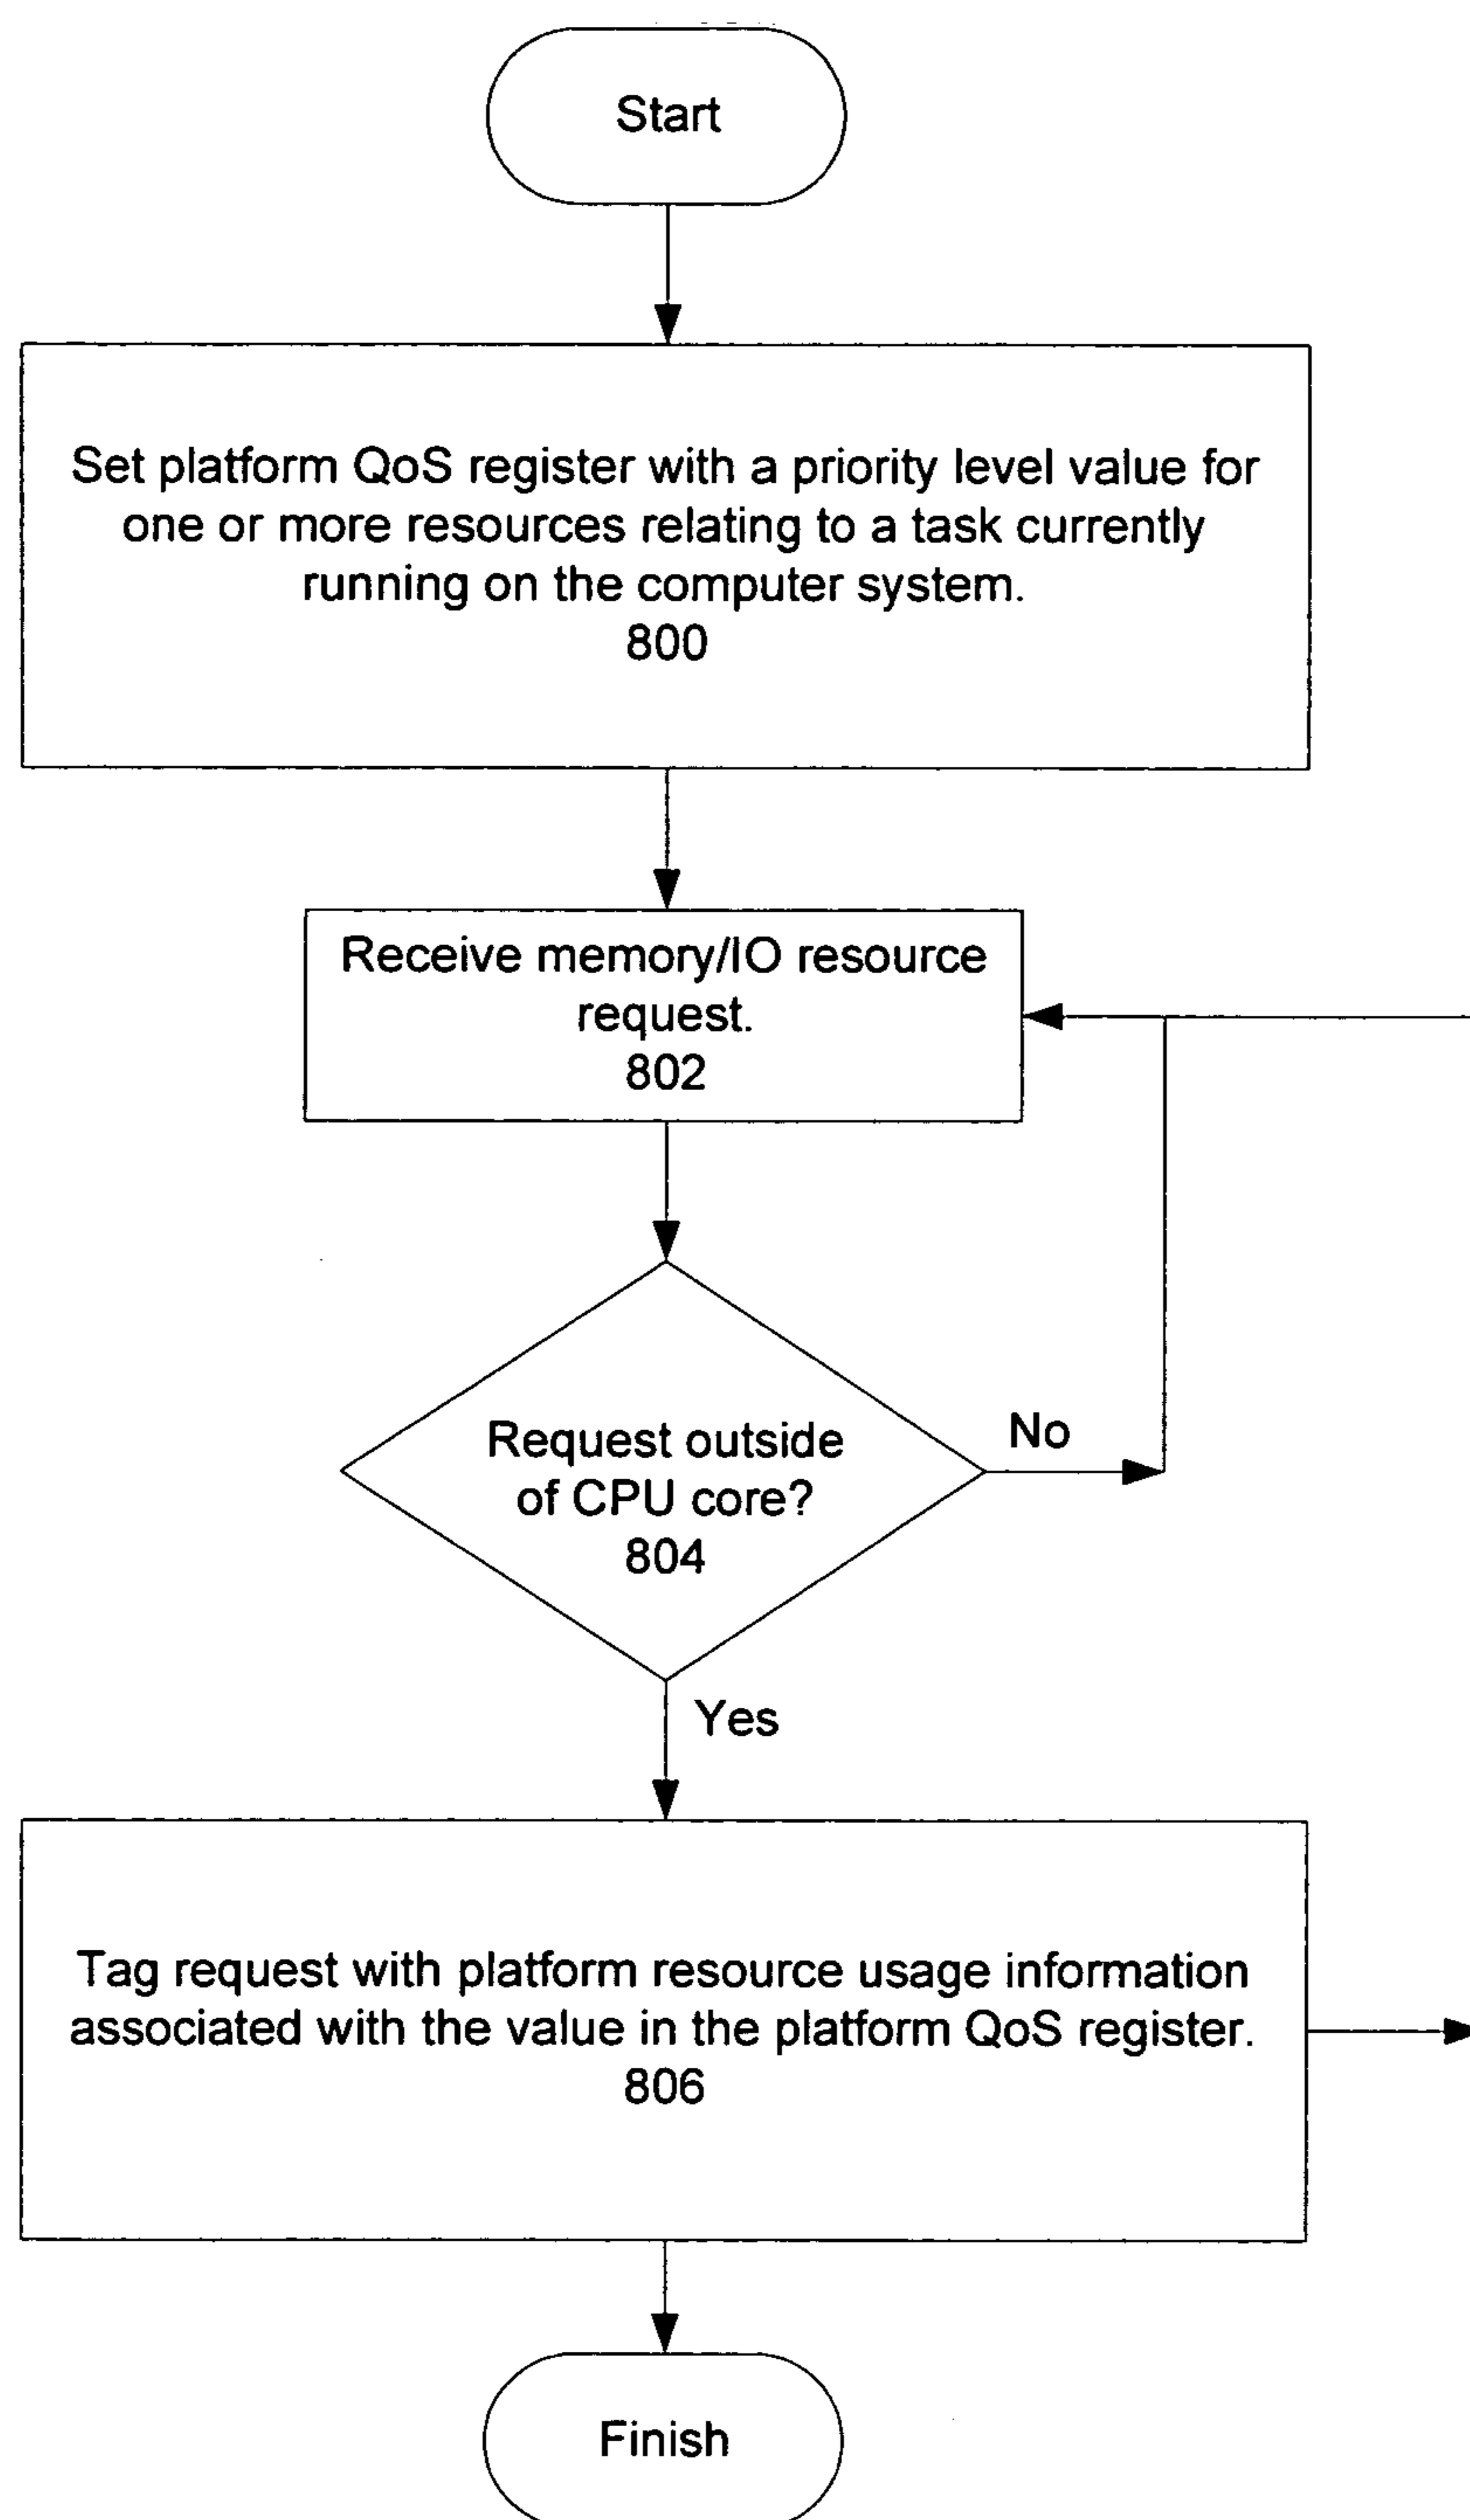 Start
Set platform QoS register with a priority level value for
one or more resources relating to a task currently
running on the computer system.
800
Receive memory/IO resource
request.
802
Request outside
of CPU core?
804
No
Yes
Tag request with platform resource usage information
associated with the value in the platform QoS register.
806
Finish